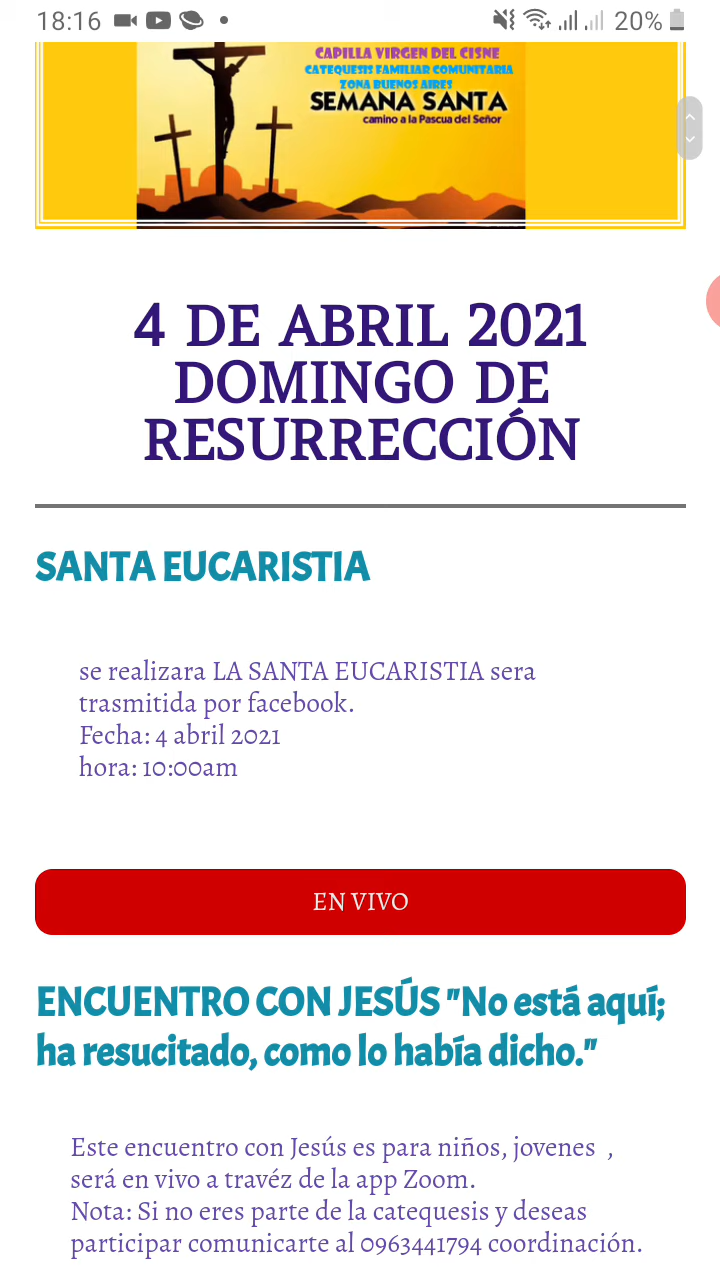 18:16
20%
CAPILLA VIRGEN DEL CISNE
CATEQUESIS FAMILIAR COMUNITARIA
ZONA BUENOS AIRES
SEMANA SANTA
camino a la Pascua del Señor
4 DE ABRIL 2021
DOMINGO DE
RESURRECCIÓN
SANTA EUCARISTIA
se realizara LA SANTA EUCARISTIA sera
trasmitida por facebook.
Fecha: 4 abril 2021
hora: 10:00am
EN VIVO
ENCUENTRO CON JESÚS "No está aquí;
ha resucitado, como lo había dicho."
Este encuentro con Jesús es para niños, jovenes  ,
será en vivo a travéz de la app Zoom.
Nota: Si no eres parte de la catequesis y deseas
participar comunicarte al 0963441794 coordinación.